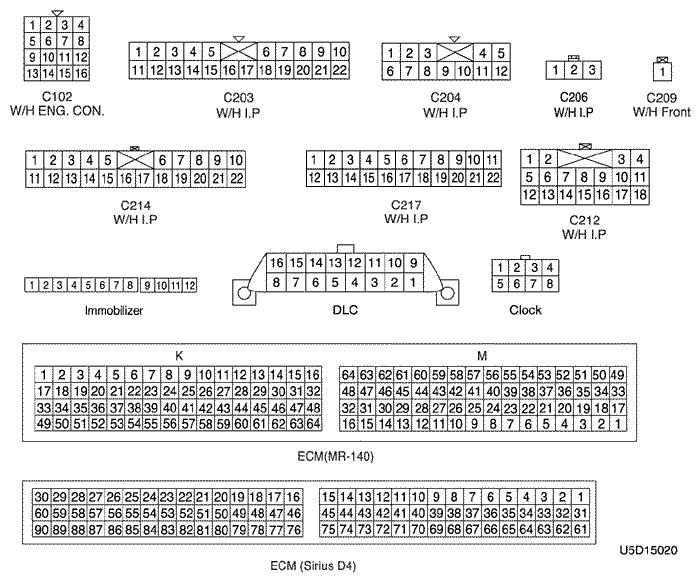 1 2 3 4
5 6 7 8
9 10 11 12
13 14 15 16
C102
W/H ENG. CON.
1 2 3 4 5 6 7 8 9 10
11 12 13 14 15 16 17 18 19 20 21 22
C203
W/H I.P
1 2 3 4 5
6 7 8 9 10 11 12
C204
W/H I.P
1 2 3
C206
W/H I.P
1
C209
W/H Front
1 2 3 4 5 6 7 8 9 10
11 12 13 14 15 16 17 18 19 20 21 22
C214
W/H I.P
1 2 3 4 5 6 7 8 9 10 11
12 13 14 15 16 17 18 19 20 21 22
C217
W/H I.P
1 2 3 4
5 6 7 8 9 10 11
12 13 14 15 16 17 18
C212
W/H I.P
1 2 3 4 5 6 7 8 9 10 11 12
Immobilizer
16 15 14 13 12 11 10 9
8 7 6 5 4 3 2 1
DLC
1 2 3 4
5 6 7 8
Clock
K
1 2 3 4 5 6 7 8 9 10 11 12 13 14 15 16
17 18 19 20 21 22 23 24 25 26 27 28 29 30 31 32
33 34 35 36 37 38 39 40 41 42 43 44 45 46 47 48
49 50 51 52 53 54 55 56 57 58 59 60 61 62 63 64
M
64 63 62 61 60 59 58 57 56 55 54 53 52 51 50 49
48 47 46 45 44 43 42 41 40 39 38 37 36 35 34 33
32 31 30 29 28 27 26 25 24 23 22 21 20 19 18 17
16 15 14 13 12 11 10 9 8 7 6 5 4 3 2 1
ECM(MR-140)
30 29 28 27 26 25 24 23 22 21 20 19 18 17 16
60 59 58 57 56 55 54 53 52 51 50 49 48 47 46
90 89 88 87 86 85 84 83 82 81 80 79 78 77 76
15 14 13 12 11 10 9 8 7 6 5 4 3 2 1
45 44 43 42 41 40 39 38 37 36 35 34 33 32 31
75 74 73 72 71 70 69 68 67 66 65 64 63 62 61
ECM (Sirius D4)
U5D15020